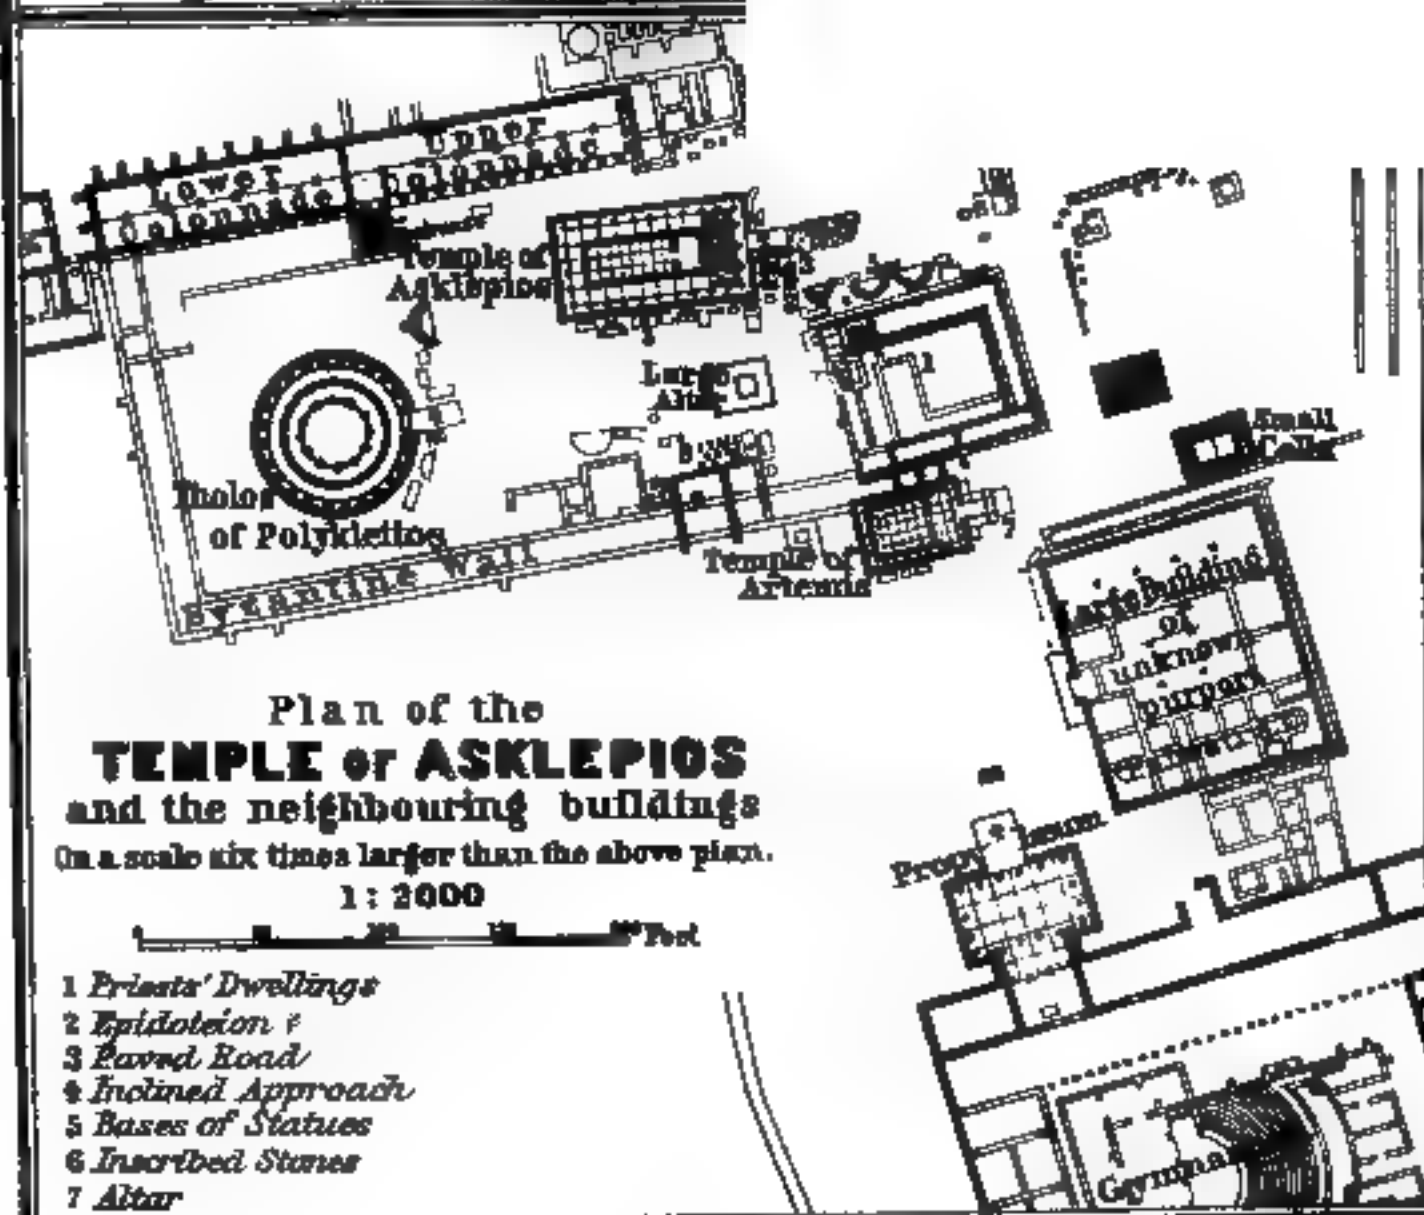 Upper
Colonnade
Lower
Colonnade
Temple of
Asklepios
Large
Altar
1
Small
Tholos
of Polykleitos
Byzantine Wall
Temple of
Artemis
7
Large Building
of
unknown
purport
Plan of the
TEMPLE OF ASKLEPIOS
and the neighbouring buildings
On a scale six times larger than the above plan.
1 : 2000
Feet
1 Priests' Dwellings
2 Epidoteion ?
3 Paved Road
4 Inclined Approach
5 Bases of Statues
6 Inscribed Stones
7 Altar